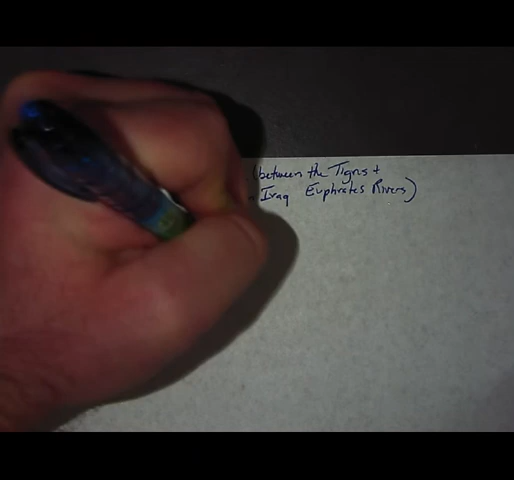 (between the Tigris +
Iraq Euphrates Rivers)